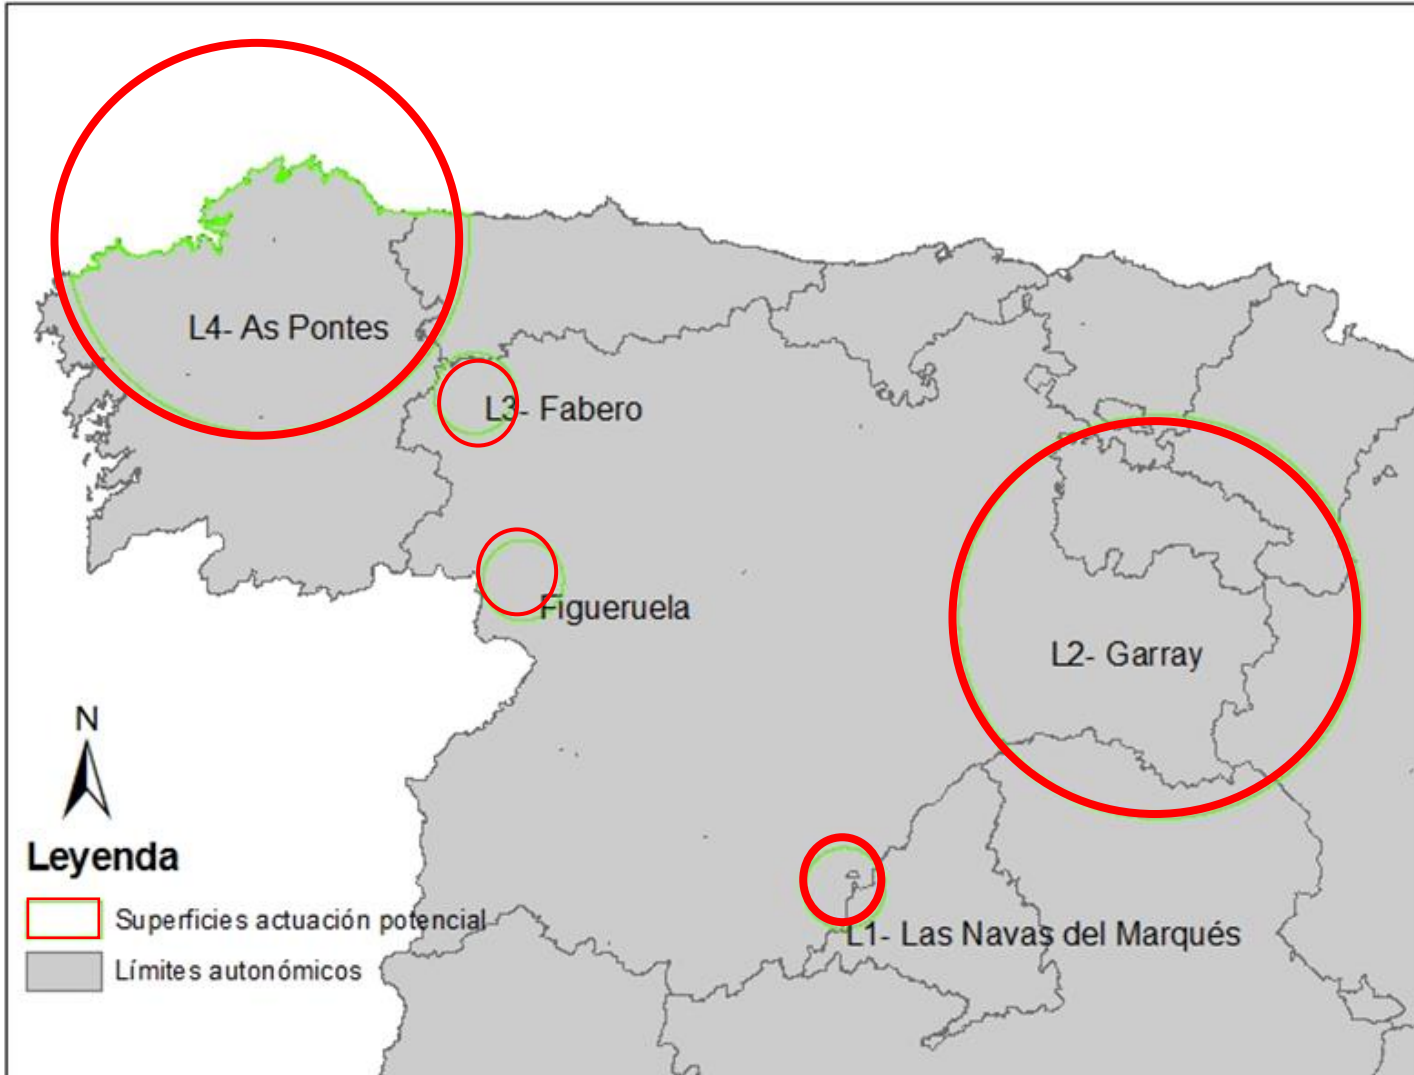 L4- As Pontes
L3- Fabero
Figueruela
L2- Garray
N
Leyenda
Superficies actuación potencial
L1- Las Navas del Marqués
Límites autonómicos